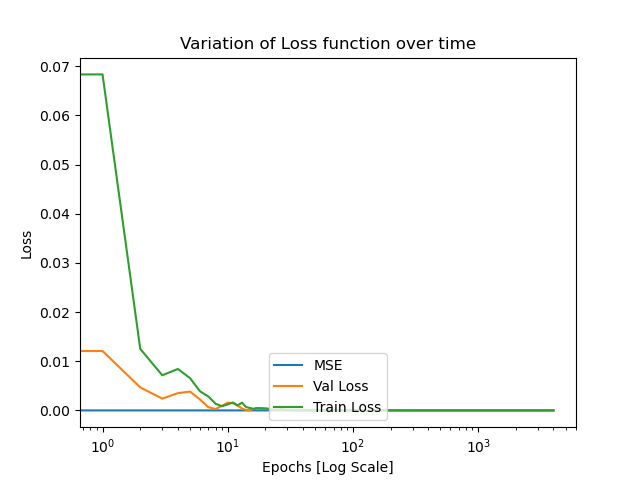 Variation of Loss function over time
0.07
0.06
0.05
0.04
0.03
0.02
0.01
0.00
Loss
MSE
Val Loss
Train Loss
10⁰ 10¹ 10² 10³
Epochs [Log Scale]